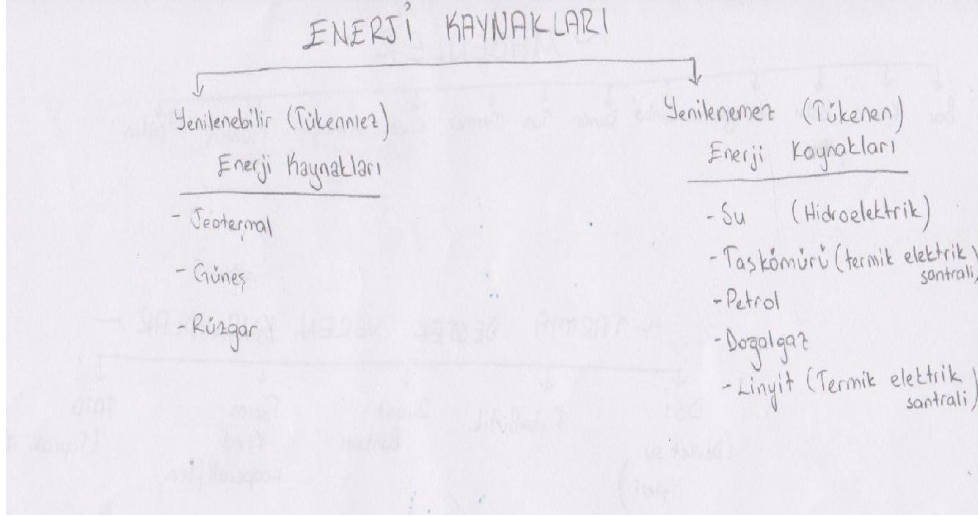 ENERJİ KAYNAKLARI
Yenilenebilir (Tükenmez)
Enerji Kaynakları
- Jeotermal
- Güneş
- Rüzgar
Yenilenemez (Tükenen)
Enerji Kaynakları
- Su (Hidroelektrik)
- Taşkömürü (termik elektrik
santrali)
- Petrol
- Dogalgaz
- Linyit (Termik elektrik
santrali)